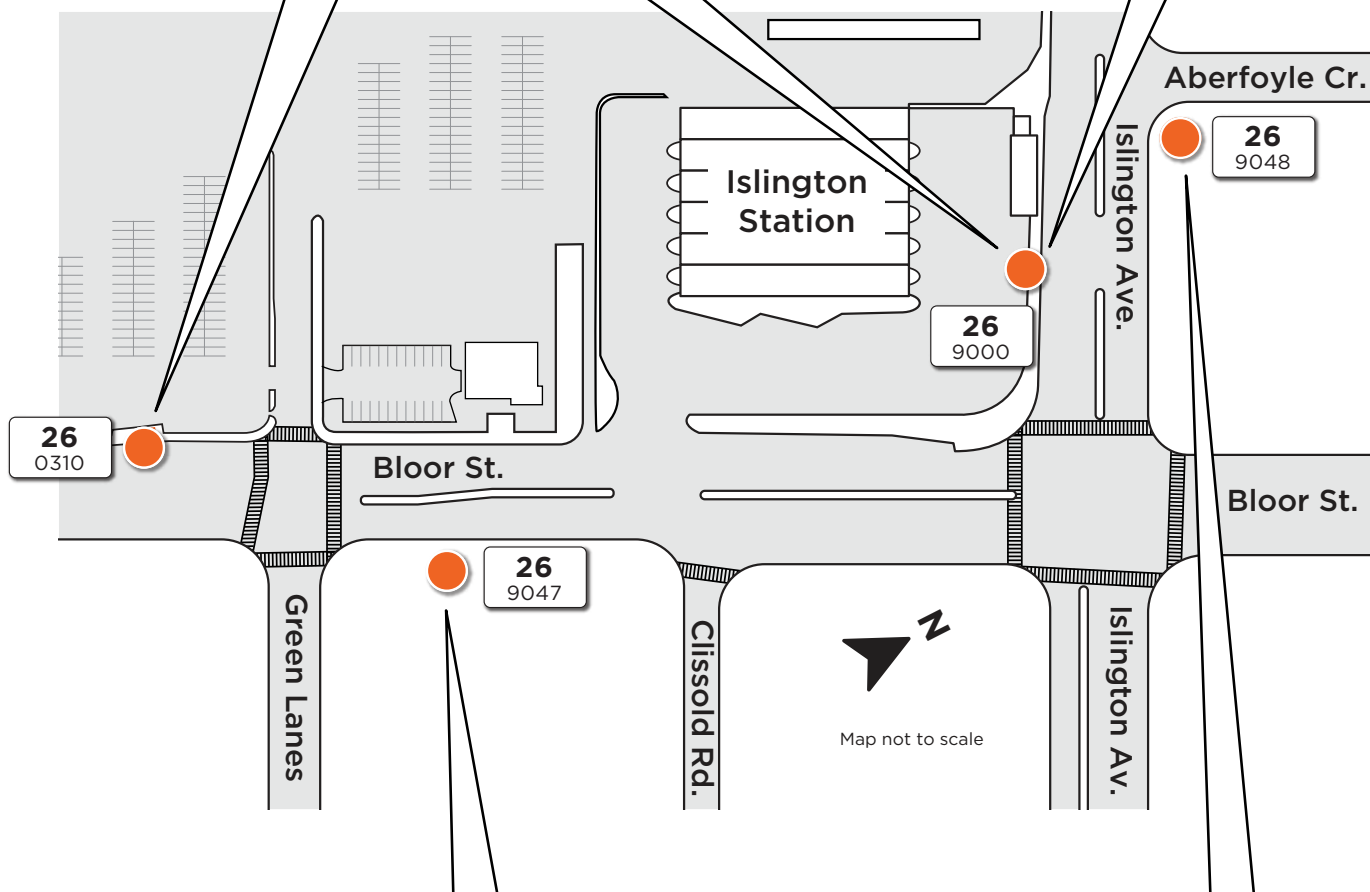 Aberfoyle Cr.
26
9048
Islington
Station
Islington Ave.
26
9000
26
0310
Bloor St.
Bloor St.
26
9047
Green Lanes
Clissold Rd.
N
Islington Av.
Map not to scale